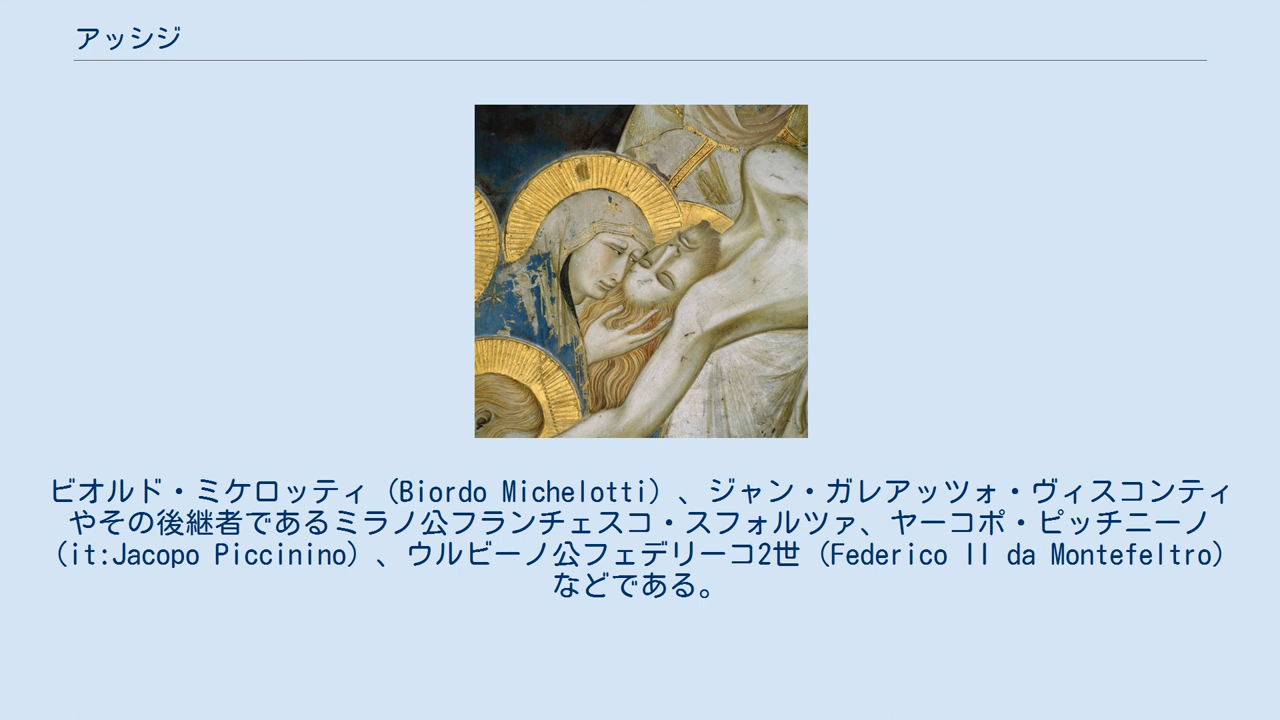 アッシジ
ビオルド・ミケロッティ（Biordo Michelotti）、ジャン・ガレアッツォ・ヴィスコンティ
やその後継者であるミラノ公フランチェスコ・スフォルツァ、ヤーコポ・ピッチニーノ
（it:Jacopo Piccinino）、ウルビーノ公フェデリーコ2世（Federico II da Montefeltro）
などである。